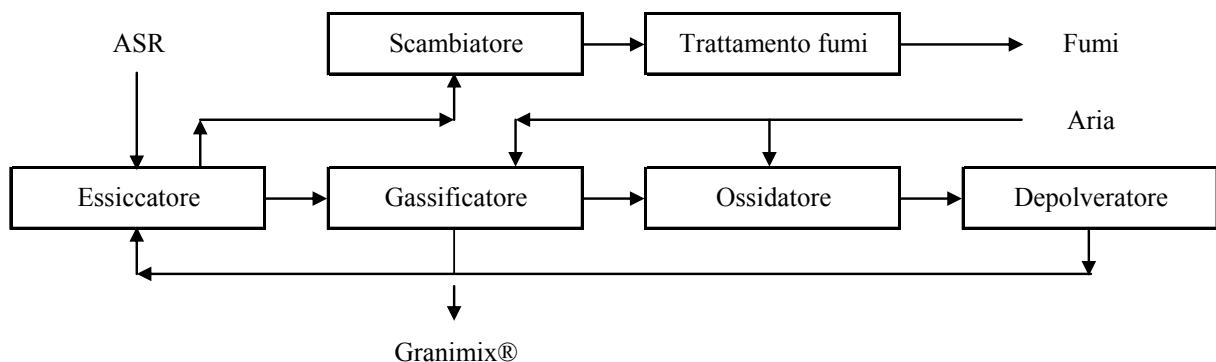 ASR
Scambiatore
Trattamento fumi
Fumi
Aria
Essiccatore
Gassificatore
Ossidatore
Depolveratore
Granimix®